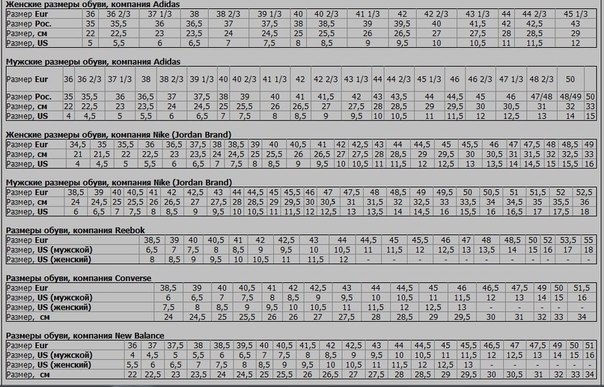 Женские размеры обуви, компания Adidas
Размер Eur 36 36 2/3 37 1/3 38 38 2/3 39 1/3 40 40 2/3 41 1/3 42 42 2/3 43 1/3 44 44 2/3 45 1/3
Размер Рос. 35 35,5 36 36,5 37 37,5 38 38,5 39 39,5 40 41,5 42 42,5 43
Размер см 22 22,5 23 23,5 24 24,5 25 25,5 26 26,5 27 27,5 28 28,5 29
Размер US 5 5,5 6 6,5 7 7,5 8 8,5 9 9,5 10 10,5 11 11,5 12
Мужские размеры обуви, компания Adidas
Размер Eur 36 36 2/3 37 1/3 38 38 2/3 39 1/3 40 40 2/3 41 1/3 42 42 2/3 43 1/3 44 44 2/3 45 1/3 46 46 2/3 47 1/3 48 2/3 50
Размер Рос. 35 35,5 36 36,5 37 37,5 38 39 40 40,5 41 41,5 42 43 43,5 44 44,5 45 46 47/48 48/49 50
Размер, см 22 22,5 23 23,5 24 24,5 25 25,5 26 26,5 27 27,5 28 28,5 29 29,5 30 30,5 31 32 33
Размер, US 4 4,5 5 5,5 6 6,5 7 7,5 8 8,5 9 9,5 10 10,5 11 11,5 12 12,5 13 14 15
Женские размеры обуви, компания Nike (Jordan Brand)
Размер Eur 34,5 35 35,5 36 36,5 37,5 38 38,5 39 40 40,5 41 42 42,5 43 44 44,5 45 45,5 46 47 47,5 48 48,5 49
Размер, см 21 21,5 22 22,5 23 23,5 24 24,5 25 25,5 26 26,5 27 27,5 28 28,5 29 29,5 30 30,5 31 31,5 32 32,5 33
Размер, US 4 4,5 5 5,5 6 6,5 7 7,5 8 8,5 9 9,5 10 10,5 11 11,5 12 12,5 13 13,5 14 14,5 15 15,5 16
Мужские размеры обуви, компания Nike (Jordan Brand)
Размер Eur 38,5 39 40 40,5 41 42 42,5 43 44 44,5 45 45,5 46 47 47,5 48 48,5 49 49,5 50 50,5 51 51,5 52 52,5
Размер, см 24 24,5 25 25,5 26 26,5 27 27,5 28 28,5 29 29,5 30 30,5 31 31,5 32 32,5 33 33,5 34 34,5 35 35,5 36
Размер, US 6 6,5 7 7,5 8 8,5 9 9,5 10 10,5 11 11,5 12 12,5 13 13,5 14 14,5 15 15,5 16 16,5 17 17,5 18
Размеры обуви, компания Reebok
Размер Eur 38,5 39 40 40,5 41 42 42,5 43 44 44,5 45 45,5 46 47 48 48,5 50 52 53,5 55
Размер, US (мужской) 6,5 7 7,5 8 8,5 9 9,5 10 10,5 11 11,5 12 12,5 13 13,5 14 15 16 17 18
Размер, US (женский) 8 8,5 9 9,5 10 10,5 11 11,5 12 - - - - - - - - - - -
Размеры обуви, компания Converse
Размер Eur 38,5 39 40 40,5 41 42 42,5 43 44 44,5 45 46 47 47,5 49 50 51,5
Размер, US (мужской) 6 6,5 7 7,5 8 8,5 9 9,5 10 10,5 11 11,5 12 13 14 15 16
Размер, US (женский) 7,5 8 8,5 9 9,5 10 10,5 11 11,5 12 12,5 13 - - - - -
Размер, см 24 24,5 25 25,5 26 26 27 27,5 28 28,5 29 29,5 30 31 32 33 34
Размеры обуви, компания New Balance
Размер Eur 36 37 37,5 38 38,5 39 40 40,5 41 42 42,5 43 44 44,5 45 45,5 46 47 47,5 48 49 50 51
Размер, US (мужской) 4 4,5 5 5,5 6 6,5 7 7,5 8 8,5 9 9,5 10 10,5 11 11,5 12 12,5 13 14 15 16
Размер, US (женский) 5,5 6 6,5 7 7,5 8 8,5 9 9,5 10 10,5 11 11,5 12 12,5 13 - - - - - - -
Размер, см 22 22,5 23 23,5 24 24,5 25 25,5 26 26,5 27 27,5 28 28,5 29 29,5 30 30,5 31 31,5 32 33 34